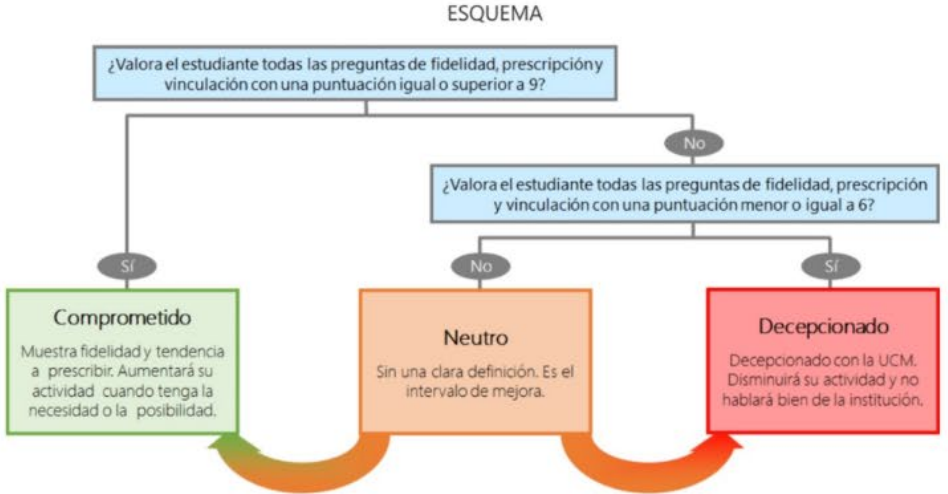 ESQUEMA
¿Valora el estudiante todas las preguntas de fidelidad, prescripción y
vinculación con una puntuación igual o superior a 9?
No
¿Valora el estudiante todas las preguntas de fidelidad, prescripción
y vinculación con una puntuación menor o igual a 6?
Sí
No
Sí
Comprometido
Muestra fidelidad y tendencia
a prescribir. Aumentará su
actividad cuando tenga la
necesidad o la posibilidad.
Neutro
Sin una clara definición. Es el
intervalo de mejora.
Decepcionado
Decepcionado con la UCM.
Disminuirá su actividad y no
hablará bien de la institución.